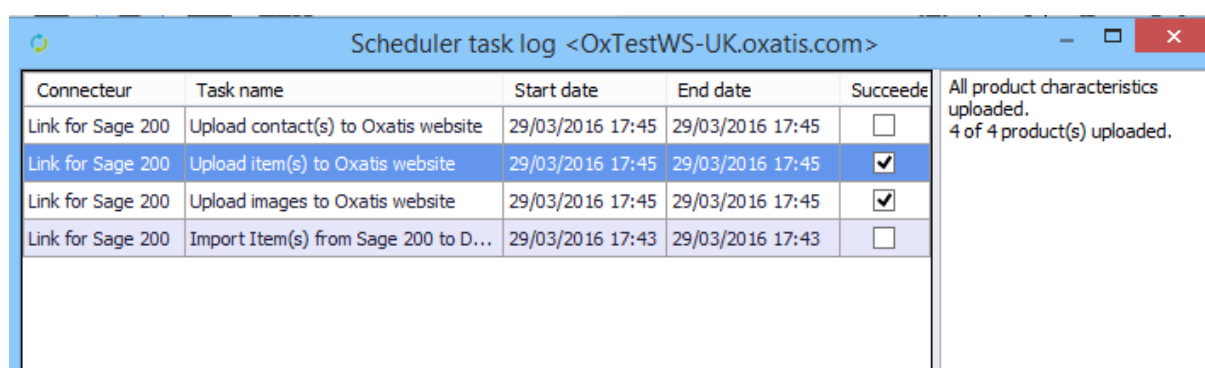 Scheduler task log <OxTestWS-UK.oxatis.com>
Connecteur Task name Start date End date Succeede
Link for Sage 200 Upload contact(s) to Oxatis website 29/03/2016 17:45 29/03/2016 17:45
Link for Sage 200 Upload item(s) to Oxatis website 29/03/2016 17:45 29/03/2016 17:45
Link for Sage 200 Upload images to Oxatis website 29/03/2016 17:45 29/03/2016 17:45
Link for Sage 200 Import Item(s) from Sage 200 to D... 29/03/2016 17:43 29/03/2016 17:43
All product characteristics
uploaded.
4 of 4 product(s) uploaded.